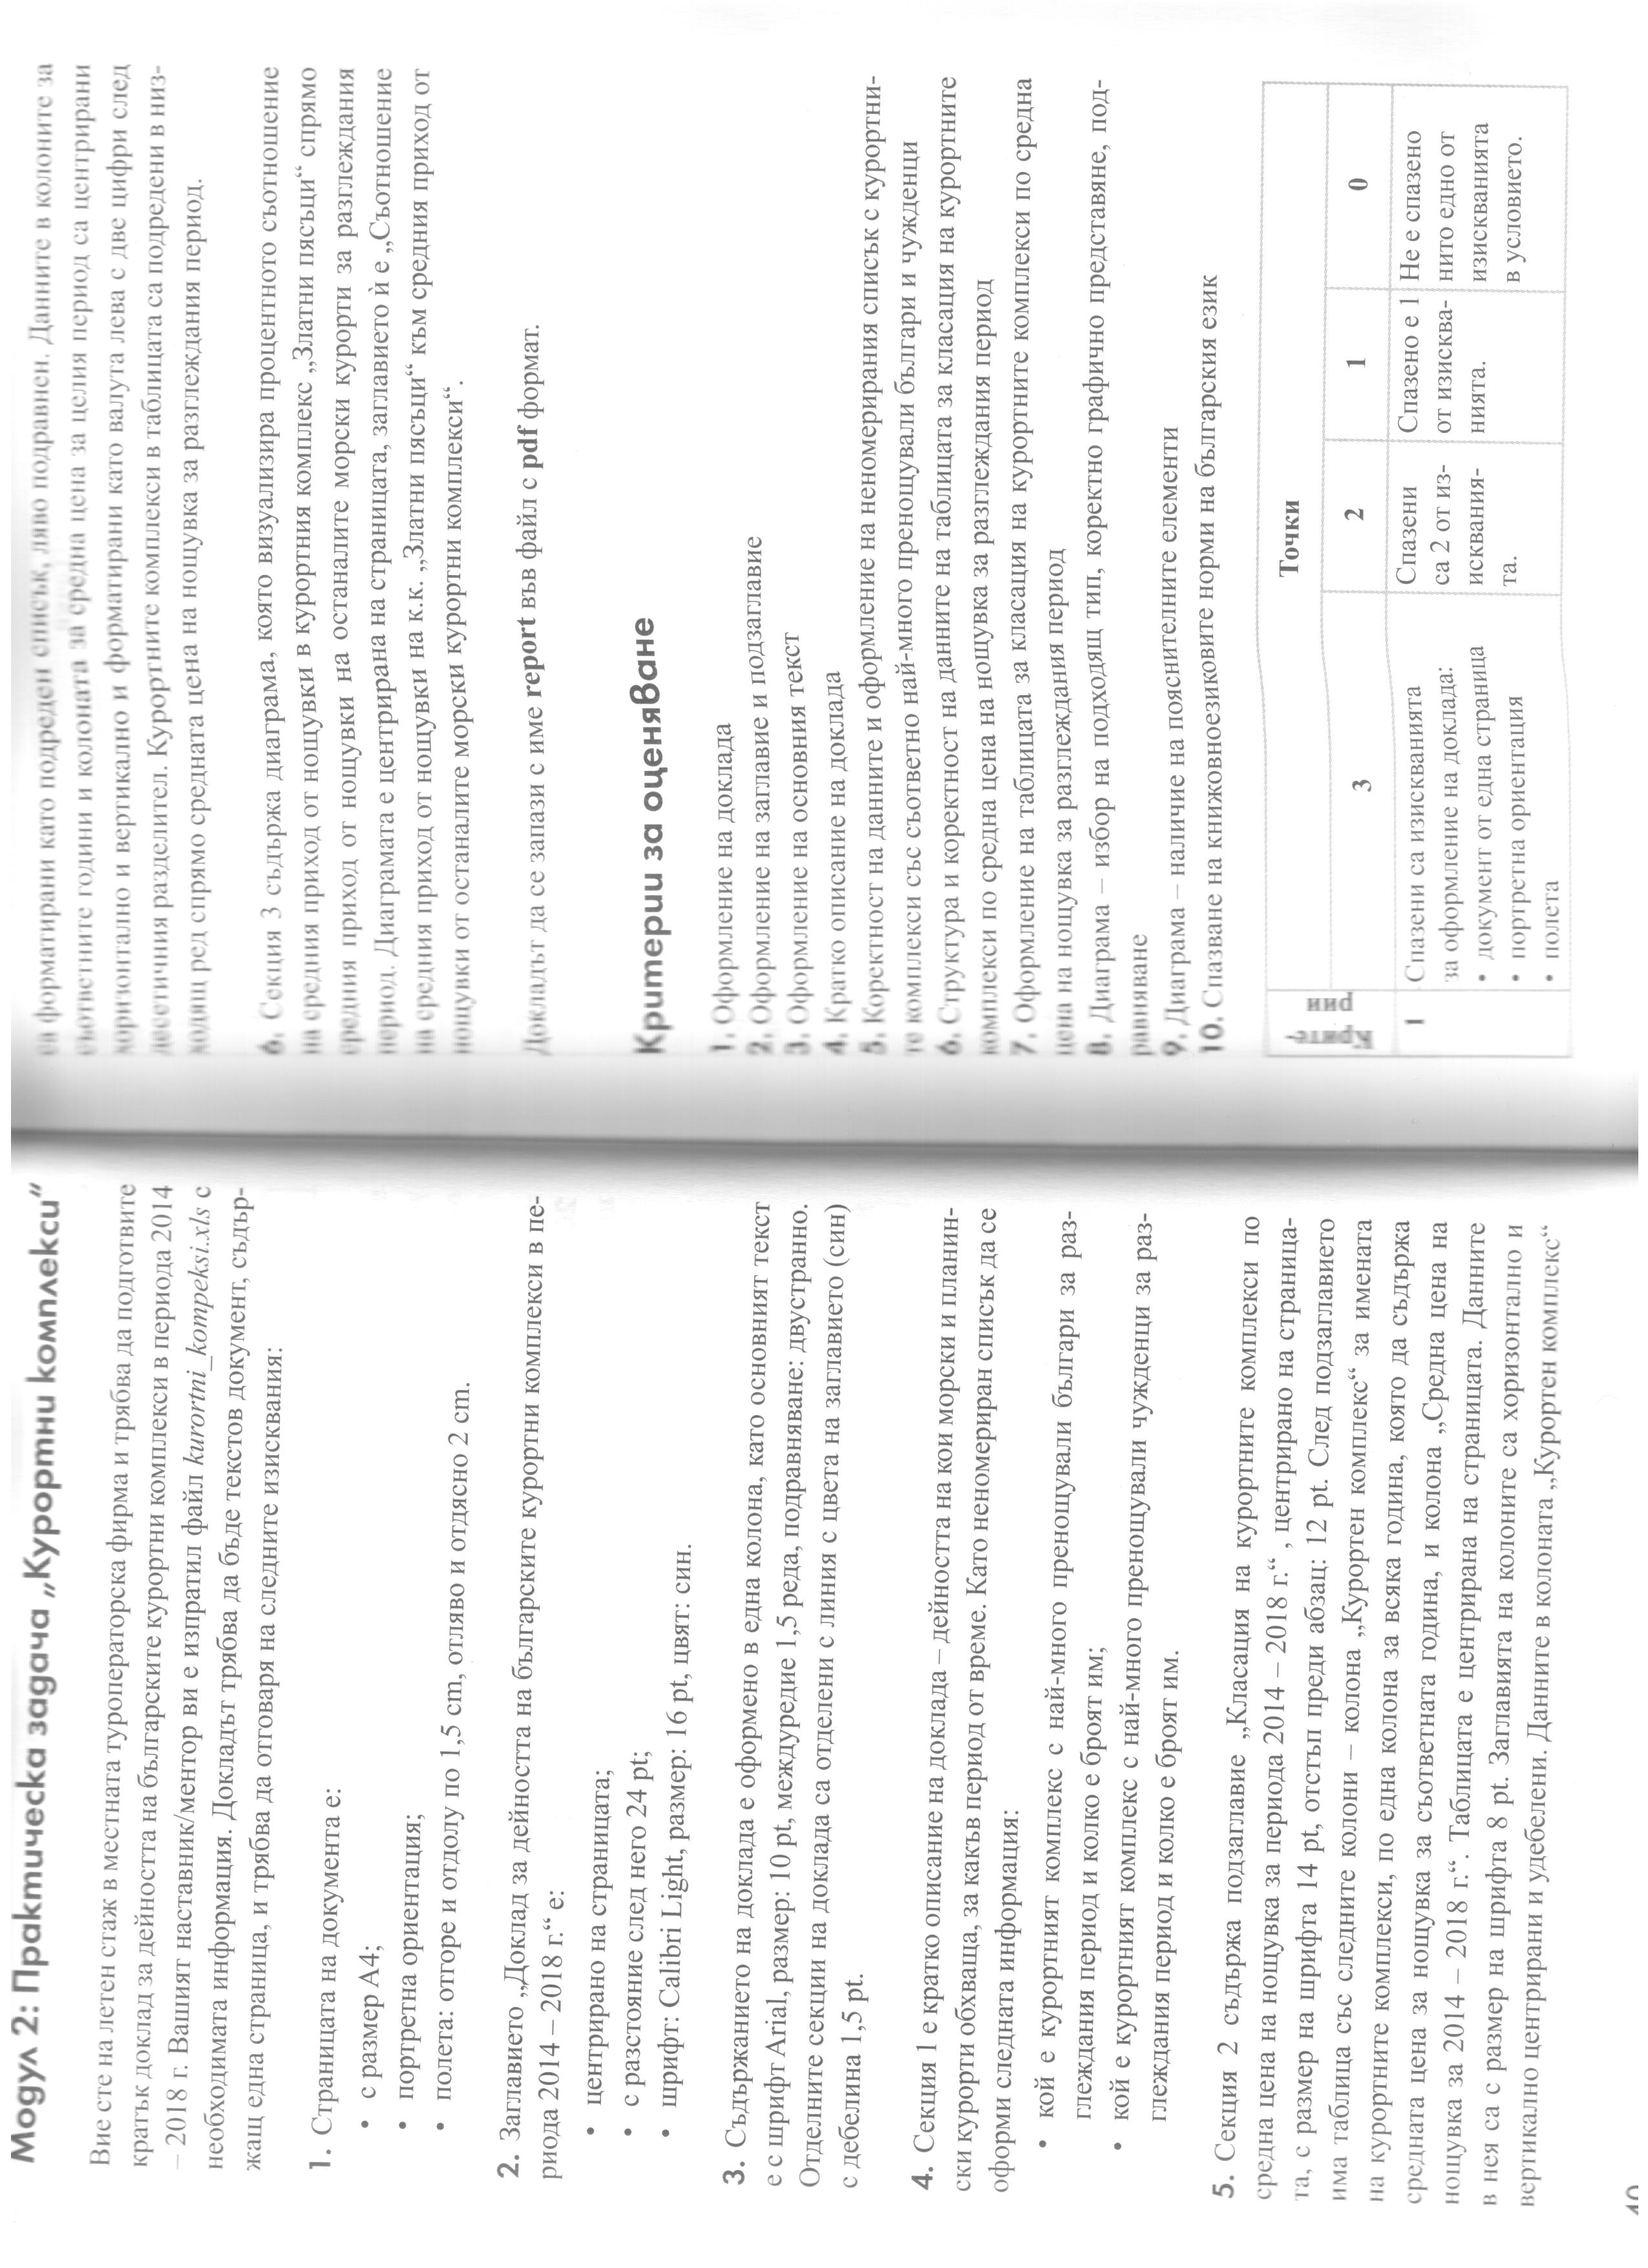 Модул 2: Практическа задача „Курортни комплекси“
Вие сте на летен стаж в местната туроператорска фирма и трябва да подготвите
кратък доклад за дейността на българските курортни комплекси в периода 2014
– 2018 г. Вашият наставник/ментор ви е изпратил файл kurortni_kompeksi.xls с
необходимата информация. Докладът трябва да бъде текстов документ, съдър-
жащ една страница, и трябва да отговаря на следните изисквания:
1. Страницата на документа е:
• с размер А4;
• портретна ориентация;
• полета: отгоре и отдолу по 1,5 cm, отляво и отдясно 2 cm.
2. Заглавието „Доклад за дейността на българските курортни комплекси в пе-
риода 2014 – 2018 г.“ е:
• центрирано на страницата;
• с разстояние след него 24 pt;
• шрифт: Calibri Light, размер: 16 pt, цвят: син.
3. Съдържанието на доклада е оформено в една колона, като основният текст
е с шрифт Arial, размер: 10 pt, междуредие 1,5 реда, подравняване: двустранно.
Отделните секции на доклада са отделени с линия с цвета на заглавието (син)
с дебелина 1,5 pt.
4. Секция 1 е кратко описание на доклада – дейността на кои морски и планин-
ски курорти обхваща, за какъв период от време. Като неномериран списък да се
оформи следната информация:
• кой е курортният комплекс с най-много пренощували българи за раз-
глеждания период и колко е броят им;
• кой е курортният комплекс с най-много пренощували чужденци за раз-
глеждания период и колко е броят им.
5. Секция 2 съдържа подзаглавие „Класация на курортните комплекси по
средна цена на нощувка за периода 2014 – 2018 г.“ , центрирано на страница-
та, с размер на шрифта 14 pt, отстъп преди абзац: 12 pt. След подзаглавието
има таблица със следните колони – колона „Курортен комплекс“ за имената
на курортните комплекси, по една колона за всяка година, която да съдържа
средната цена за нощувка за съответната година, и колона „Средна цена на
нощувка за 2014 – 2018 г.“. Таблицата е центрирана на страницата. Данните
в нея са с размер на шрифта 8 pt. Заглавията на колоните са хоризонтално и
вертикално центрирани и удебелени. Данните в колоната „Курортен комплекс“
40
са форматирани като подреден списък, ляво подравнен. Данните в колоните за
съответните години и колоната за средна цена за целия период са центрирани
хоризонтално и вертикално и форматирани като валута лева с две цифри след
десетичния разделител. Курортните комплекси в таблицата са подредени в низ-
ходящ ред спрямо средната цена на нощувка за разглеждания период.
6. Секция 3 съдържа диаграма, която визуализира процентното съотношение
на средния приход от нощувки в курортния комплекс „Златни пясъци“ спрямо
средния приход от нощувки на останалите морски курорти за разглеждания
период. Диаграмата е центрирана на страницата, заглавието ѝ е „Съотношение
на средния приход от нощувки на к.к. „Златни пясъци“ към средния приход от
нощувки от останалите морски курортни комплекси“.
Докладът да се запази с име report във файл с pdf формат.
Критерии за оценяване
1. Оформление на доклада
2. Оформление на заглавие и подзаглавие
3. Оформление на основния текст
4. Кратко описание на доклада
5. Коректност на данните и оформление на неномерирания списък с курортни-
те комплекси със съответно най-много пренощували българи и чужденци
6. Структура и коректност на данните на таблицата за класация на курортните
комплекси по средна цена на нощувка за разглеждания период
7. Оформление на таблицата за класация на курортните комплекси по средна
цена на нощувка за разглеждания период
8. Диаграма – избор на подходящ тип, коректно графично представяне, под-
равняване
9. Диаграма – наличие на пояснителните елементи
10. Спазване на книжовноезиковите норми на българския език
Крите-
рии
Точки
3
2
1
0
1
Спазени са изискванията
за оформление на доклада:
• документ от една страница
• портретна ориентация
• полета
Спазени
са 2 от из-
исквания-
та.
Спазено е 1
от изисква-
нията.
Не е спазено
нито едно от
изискванията
в условието.